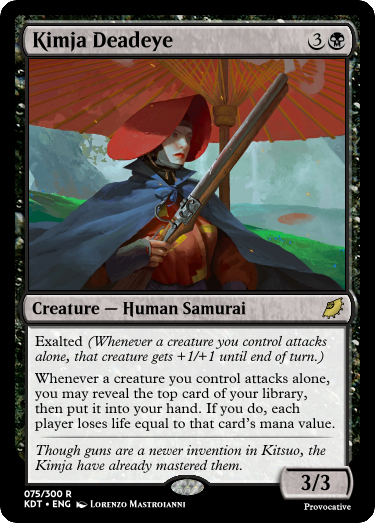 Kimja Deadeye 3
Creature — Human Samurai
Exalted (Whenever a creature you control attacks
alone, that creature gets +1/+1 until end of turn.)
Whenever a creature you control attacks alone,
you may reveal the top card of your library,
then put it into your hand. If you do, each
player loses life equal to that card's mana value.
Though guns are a newer invention in Kitsuo, the
Kimja have already mastered them.
3/3
075/300 R
KDT • ENG Lorenzo Mastroianni
Provocative